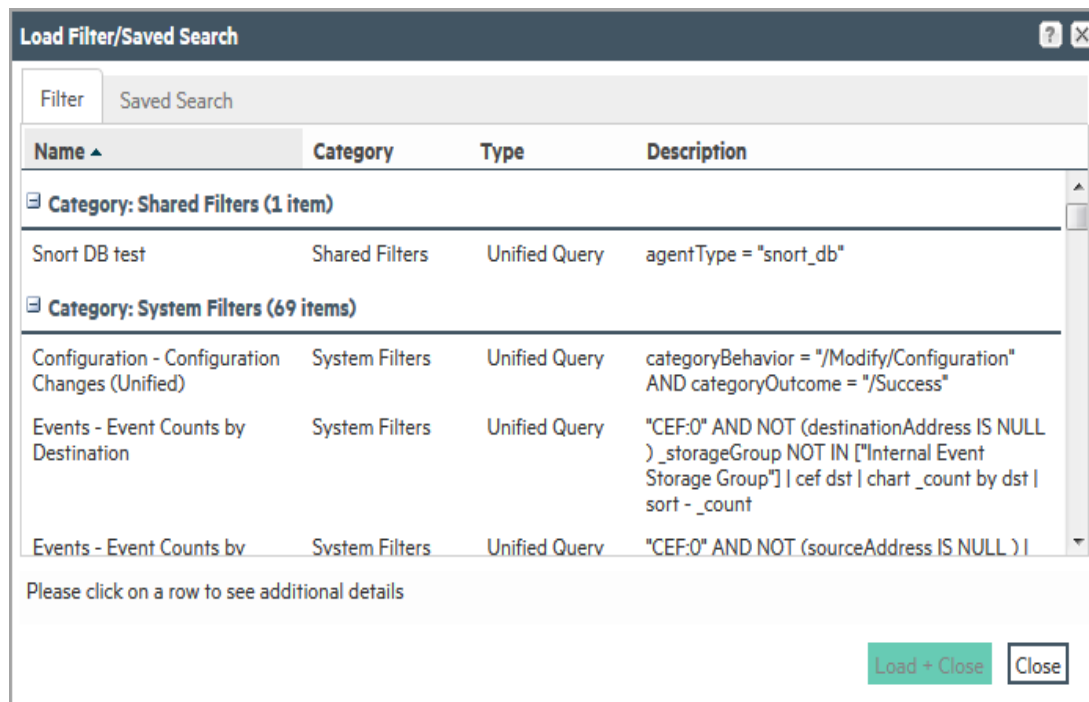 Load Filter/Saved Search
?
Filter
Saved Search
Name
Category
Type
Description
Category: Shared Filters (1 item)
Snort DB test
Shared Filters
Unified Query
agentType = "snort_db"
Category: System Filters (69 items)
Configuration - Configuration
Changes (Unified)
System Filters
Unified Query
categoryBehavior = "/Modify/Configuration"
AND categoryOutcome = "/Success"
Events - Event Counts by
Destination
System Filters
Unified Query
"CEF:0" AND NOT (destinationAddress IS NULL
) _storageGroup NOT IN ["Internal Event
Storage Group"] | cef dst | chart _count by dst |
sort - _count
Events - Event Counts by
System Filters
Unified Query
"CEF:0" AND NOT (sourceAddress IS NULL ) |
Please click on a row to see additional details
Load + Close
Close